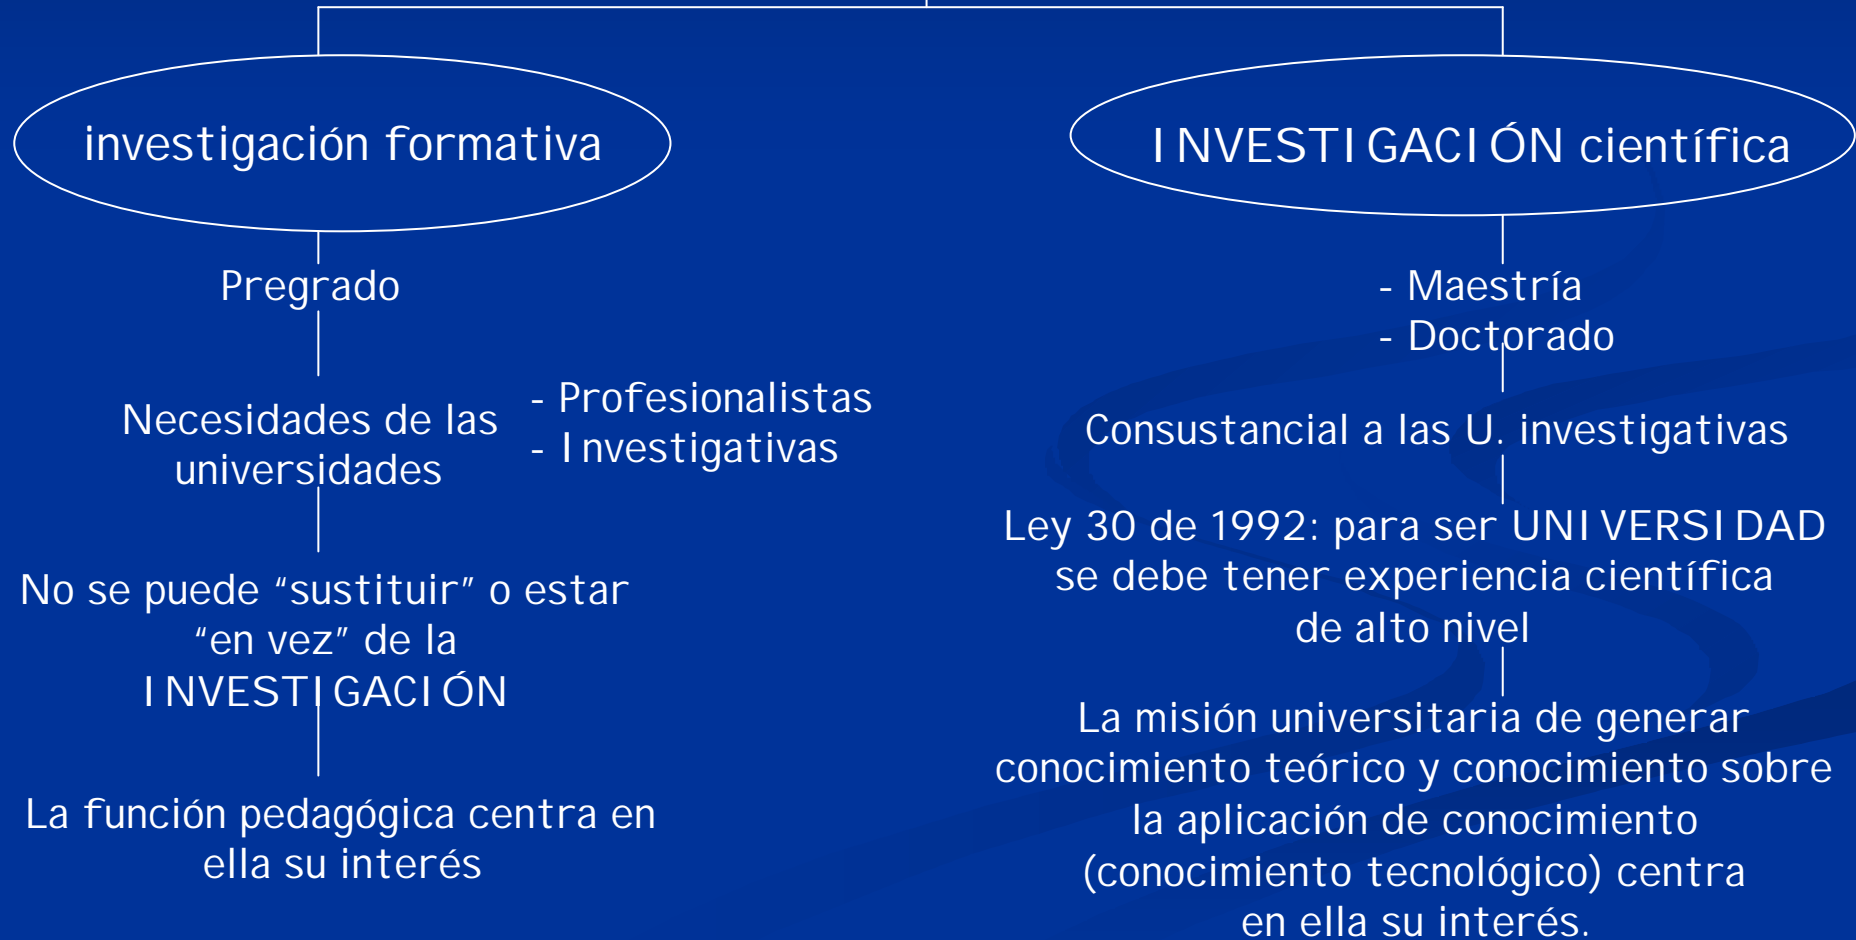 investigación formativa
Pregrado
Necesidades de las
universidades
- Profesionalistas
- Investigativas
No se puede “sustituir” o estar
“en vez” de la
INVESTIGACIÓN
La función pedagógica centra en
ella su interés
INVESTIGACIÓN científica
- Maestría
- Doctorado
Consustancial a las U. investigativas
Ley 30 de 1992: para ser UNIVERSIDAD
se debe tener experiencia científica
de alto nivel
La misión universitaria de generar
conocimiento teórico y conocimiento sobre
la aplicación de conocimiento
(conocimiento tecnológico) centra
en ella su interés.